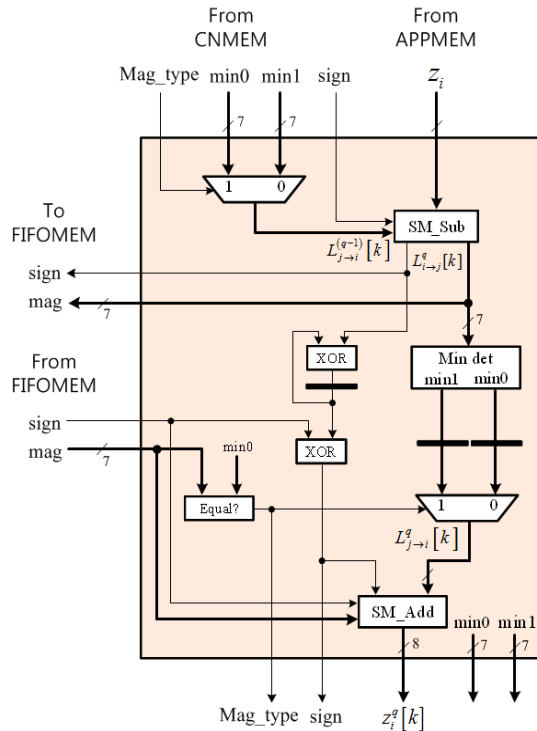 From
CNMEM
From
APPMEM
Mag_type min0 min1 sign
z_i
7 7
1 0
To
FIFOMEM
SM_Sub
L_{j→i}^{(q-1)}[k]
L_{i→j}^{q}[k]
sign
mag
7
7
From
FIFOMEM
XOR
Min det
min1 min0
sign
mag
7
min0
XOR
Equal?
1 0
L_{j→i}^{q}[k]
SM_Add
min0 min1
8
7 7
Mag_type sign
z_i^q[k]